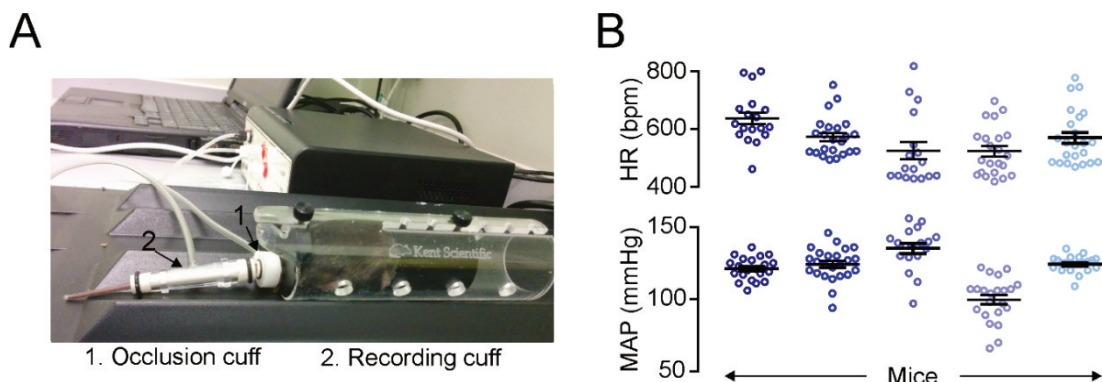 A
1
2
Kent Scientific
1. Occlusion cuff 2. Recording cuff
B
HR (bpm)
800
600
400
MAP (mmHg)
150
100
50
Mice